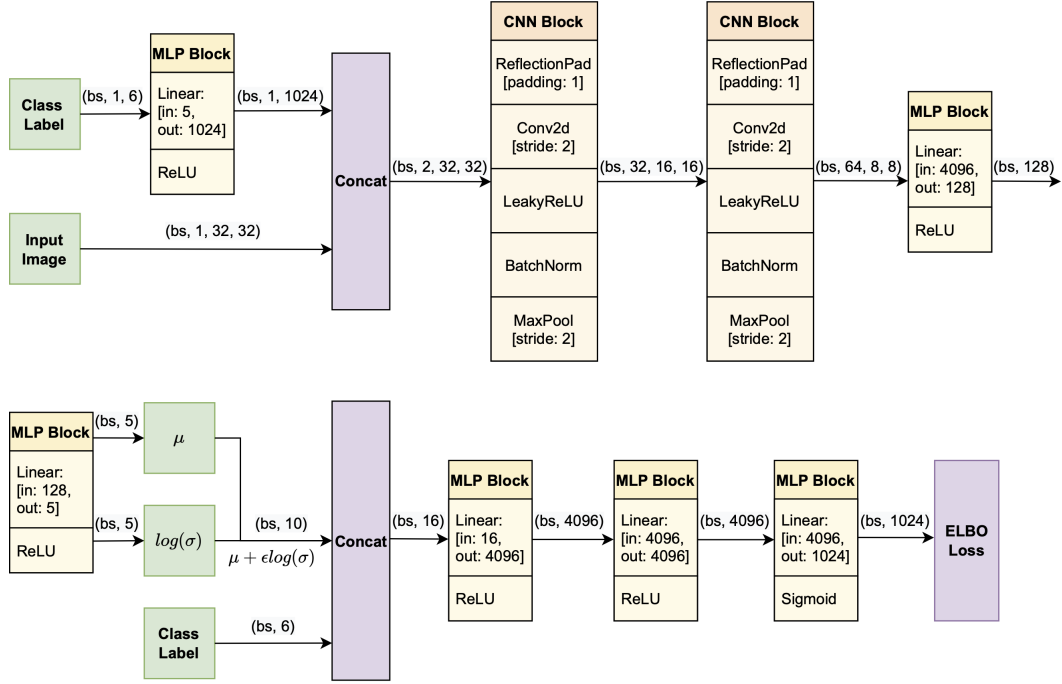 Class
Label
(bs, 1, 6)
MLP Block
Linear:
[in: 5,
out: 1024]
ReLU
(bs, 1, 1024)
Input
Image
(bs, 1, 32, 32)
Concat
(bs, 2, 32, 32)
CNN Block
ReflectionPad
[padding: 1]
Conv2d
[stride: 2]
LeakyReLU
BatchNorm
MaxPool
[stride: 2]
(bs, 32, 16, 16)
CNN Block
ReflectionPad
[padding: 1]
Conv2d
[stride: 2]
LeakyReLU
BatchNorm
MaxPool
[stride: 2]
(bs, 64, 8, 8)
MLP Block
Linear:
[in: 4096,
out: 128]
ReLU
(bs, 128)
MLP Block
Linear:
[in: 128,
out: 5]
ReLU
(bs, 5)
μ
(bs, 5)
log(σ)
(bs, 10)
μ + ϵlog(σ)
Class
Label
(bs, 6)
Concat
(bs, 16)
MLP Block
Linear:
[in: 16,
out: 4096]
ReLU
(bs, 4096)
MLP Block
Linear:
[in: 4096,
out: 4096]
ReLU
(bs, 4096)
MLP Block
Linear:
[in: 4096,
out: 1024]
Sigmoid
(bs, 1024)
ELBO
Loss